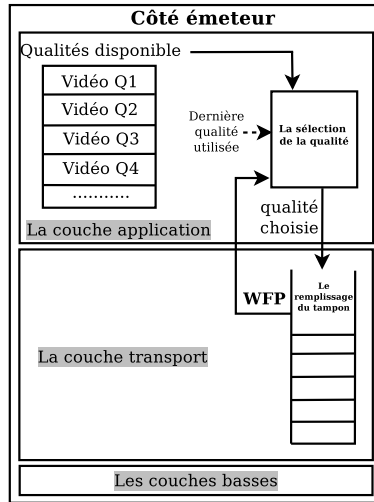 Côté émeteur
Qualités disponible
Vidéo Q1
Vidéo Q2
Vidéo Q3
Vidéo Q4
...........
Dernière
qualité
utilisée
La sélection
de la qualité
qualité
choisie
La couche application
WFP
Le
remplissage
du tampon
La couche transport
Les couches basses